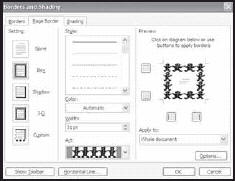 Borders and Shading
Borders
Page Border
Shading
Setting:
None
Box
Shadow
3-D
Custom
Style:
Color:
Automatic
Width:
31 pt
Art:
Preview
Click on diagram below or use
buttons to apply borders
Apply to:
Whole document
Options...
Show Toolbar
Horizontal Line...
OK
Cancel